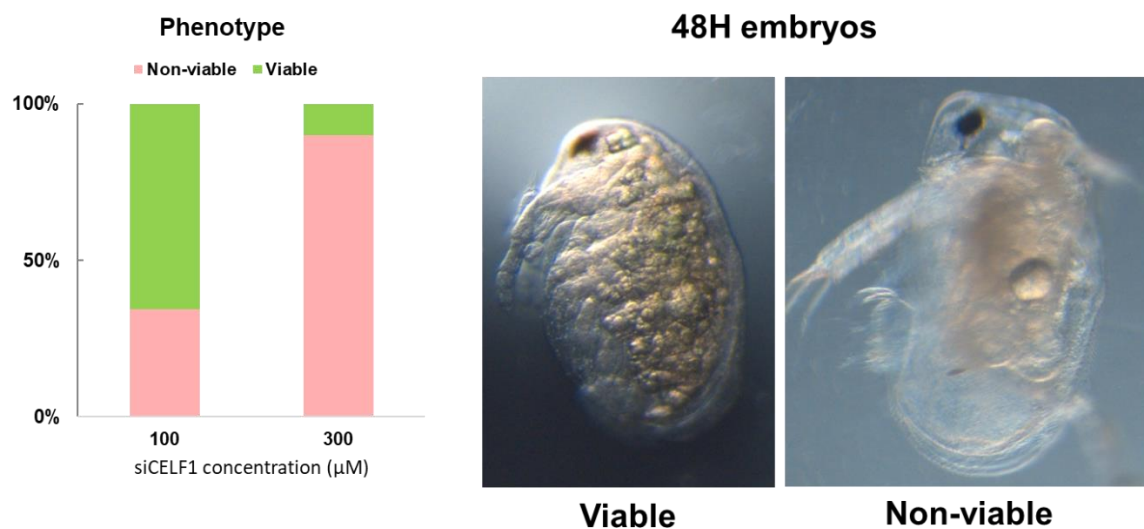 Phenotype
Non-viable Viable
100%
50%
0%
100 300
siCELF1 concentration (µM)
48H embryos
Viable Non-viable